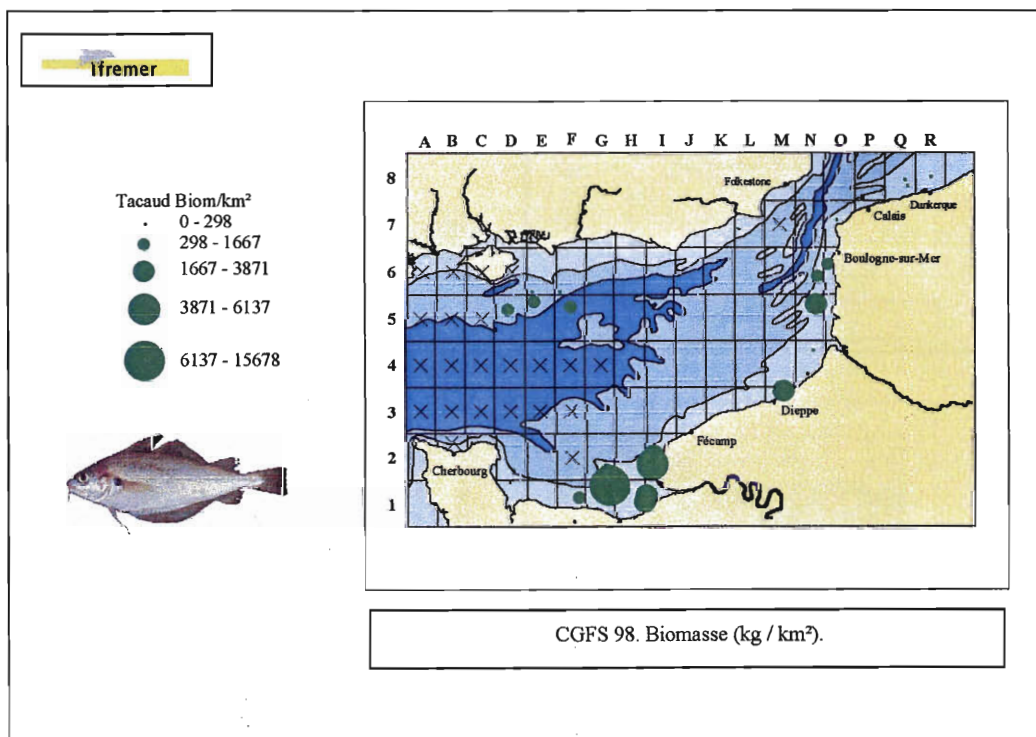 Ifremer
Tacaud Biom/km²
0 - 298
298 - 1667
1667 - 3871
3871 - 6137
6137 - 15678
A B C D E F G H I J K L M N O P Q R
8
7
6
5
4
3
2
1
Folkestone
Dunkerque
Calais
Boulogne-sur-Mer
Dieppe
Fécamp
Cherbourg
CGFS 98. Biomasse (kg / km²).